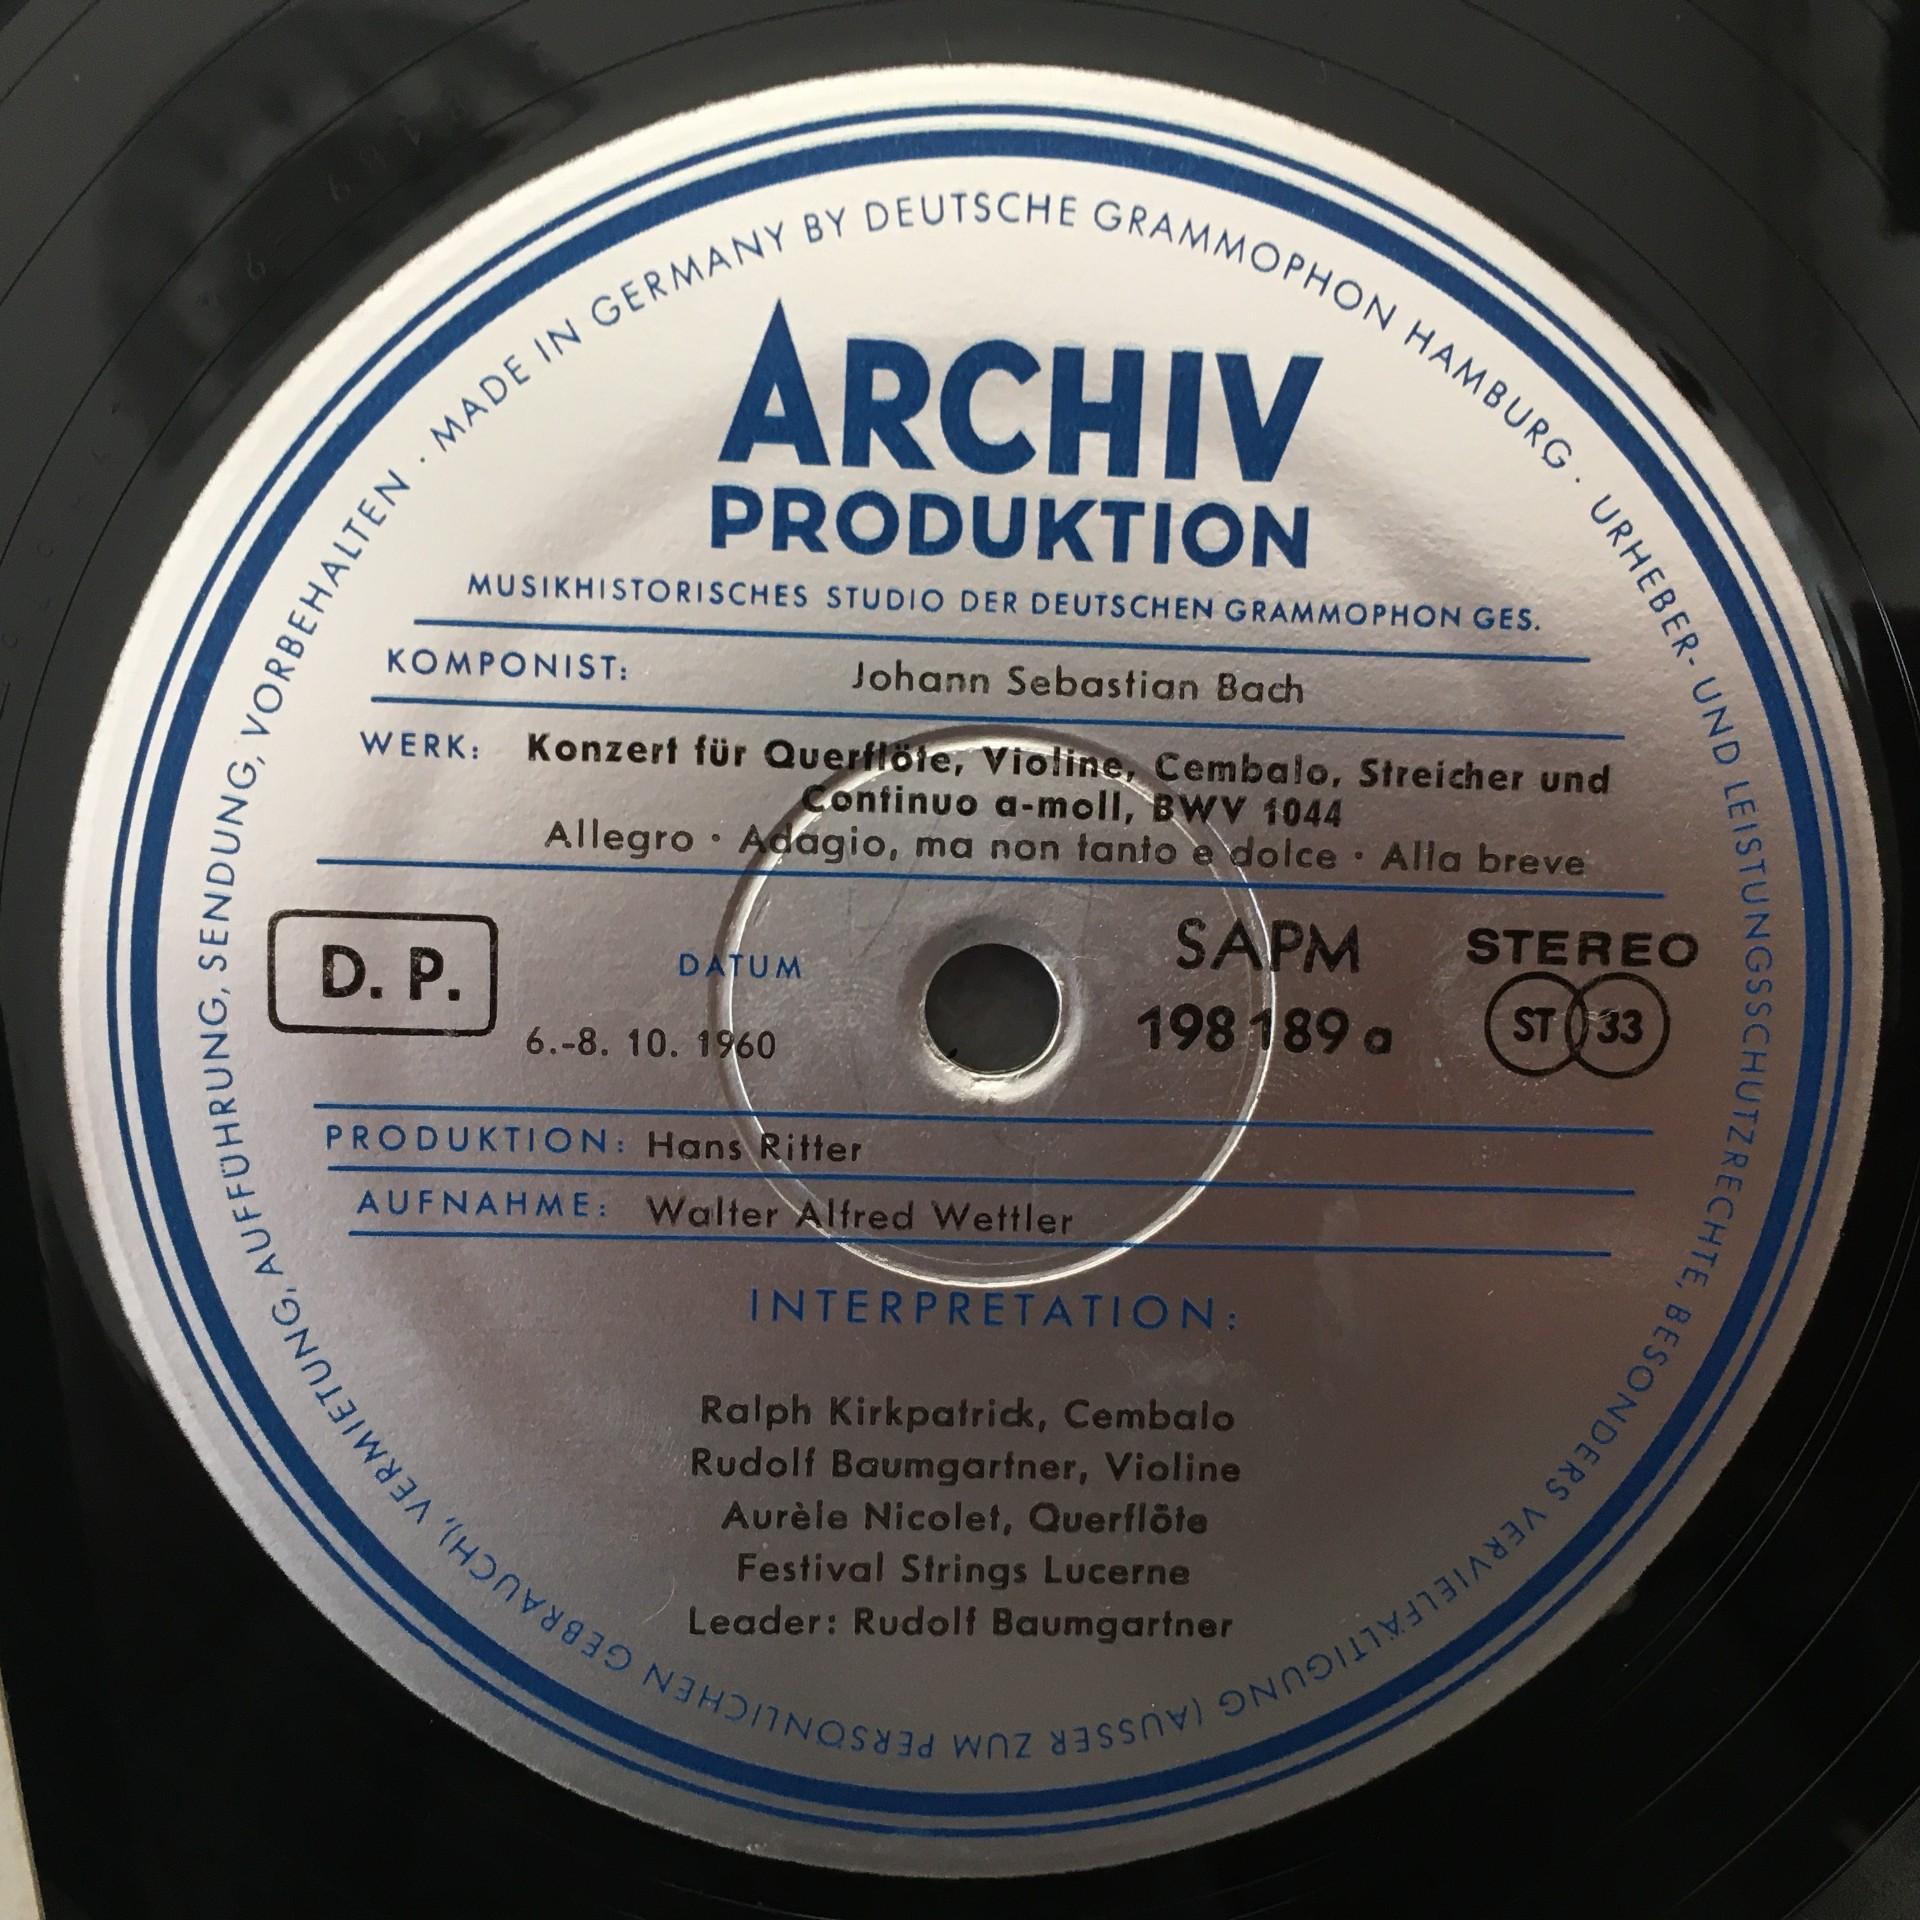 MADE IN GERMANY BY DEUTSCHE GRAMMOPHON HAMBURG · URHEBER- UND LEISTUNGSSCHUTZRECHTE, BESONDERS VERVIELFÄLTIGUNG (AUSSER ZUM PERSÖNLICHEN GEBRAUCH), VERMIETUNG, AUFFÜHRUNG, SENDUNG, VORBEHALTEN ·
ARCHIV
PRODUKTION
MUSIKHISTORISCHES STUDIO DER DEUTSCHEN GRAMMOPHON GES.
KOMPONIST: Johann Sebastian Bach
WERK: Konzert für Querflöte, Violine, Cembalo, Streicher und
Continuo a-moll, BWV 1044
Allegro · Adagio, ma non tanto e dolce · Alla breve
D. P.
DATUM
6.-8. 10. 1960
SAPM
198 189 a
STEREO
ST 33
PRODUKTION: Hans Ritter
AUFNAHME: Walter Alfred Wettler
INTERPRETATION:
Ralph Kirkpatrick, Cembalo
Rudolf Baumgartner, Violine
Aurèle Nicolet, Querflöte
Festival Strings Lucerne
Leader: Rudolf Baumgartner